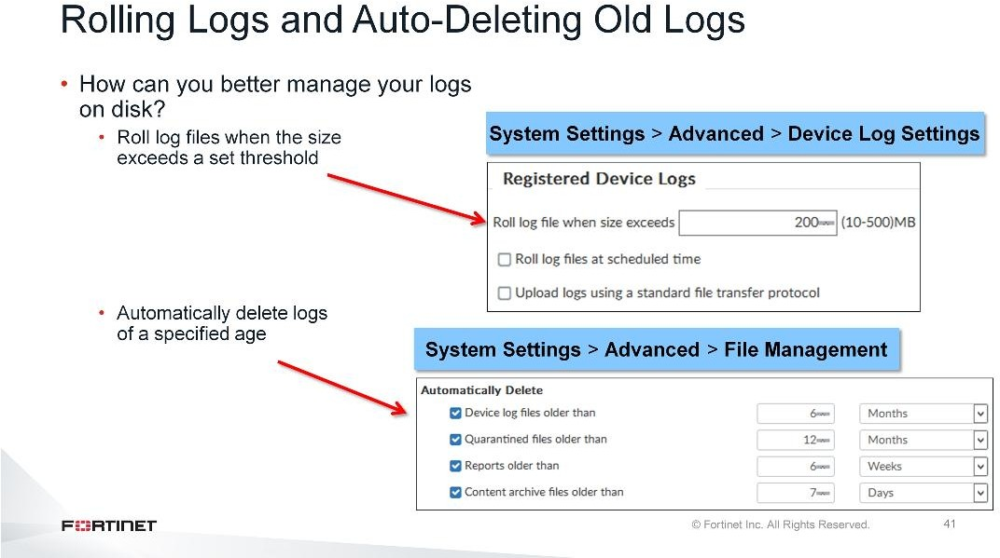 Rolling Logs and Auto-Deleting Old Logs
• How can you better manage your logs
on disk?
• Roll log files when the size
exceeds a set threshold
System Settings > Advanced > Device Log Settings
Registered Device Logs
Roll log file when size exceeds 200 (10-500)MB
Roll log files at scheduled time
Upload logs using a standard file transfer protocol
• Automatically delete logs
of a specified age
System Settings > Advanced > File Management
Automatically Delete
Device log files older than 6 Months
Quarantined files older than 12 Months
Reports older than 6 Weeks
Content archive files older than 7 Days
FORTINET
© Fortinet Inc. All Rights Reserved. 41